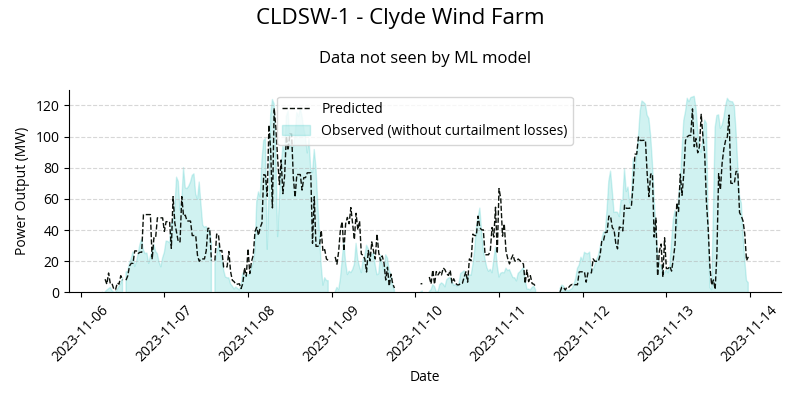 CLDSW-1 - Clyde Wind Farm
Data not seen by ML model
Predicted
Observed (without curtailment losses)
Power Output (MW)
120
100
80
60
40
20
0
2023-11-06
2023-11-07
2023-11-08
2023-11-09
2023-11-10
2023-11-11
2023-11-12
2023-11-13
2023-11-14
Date